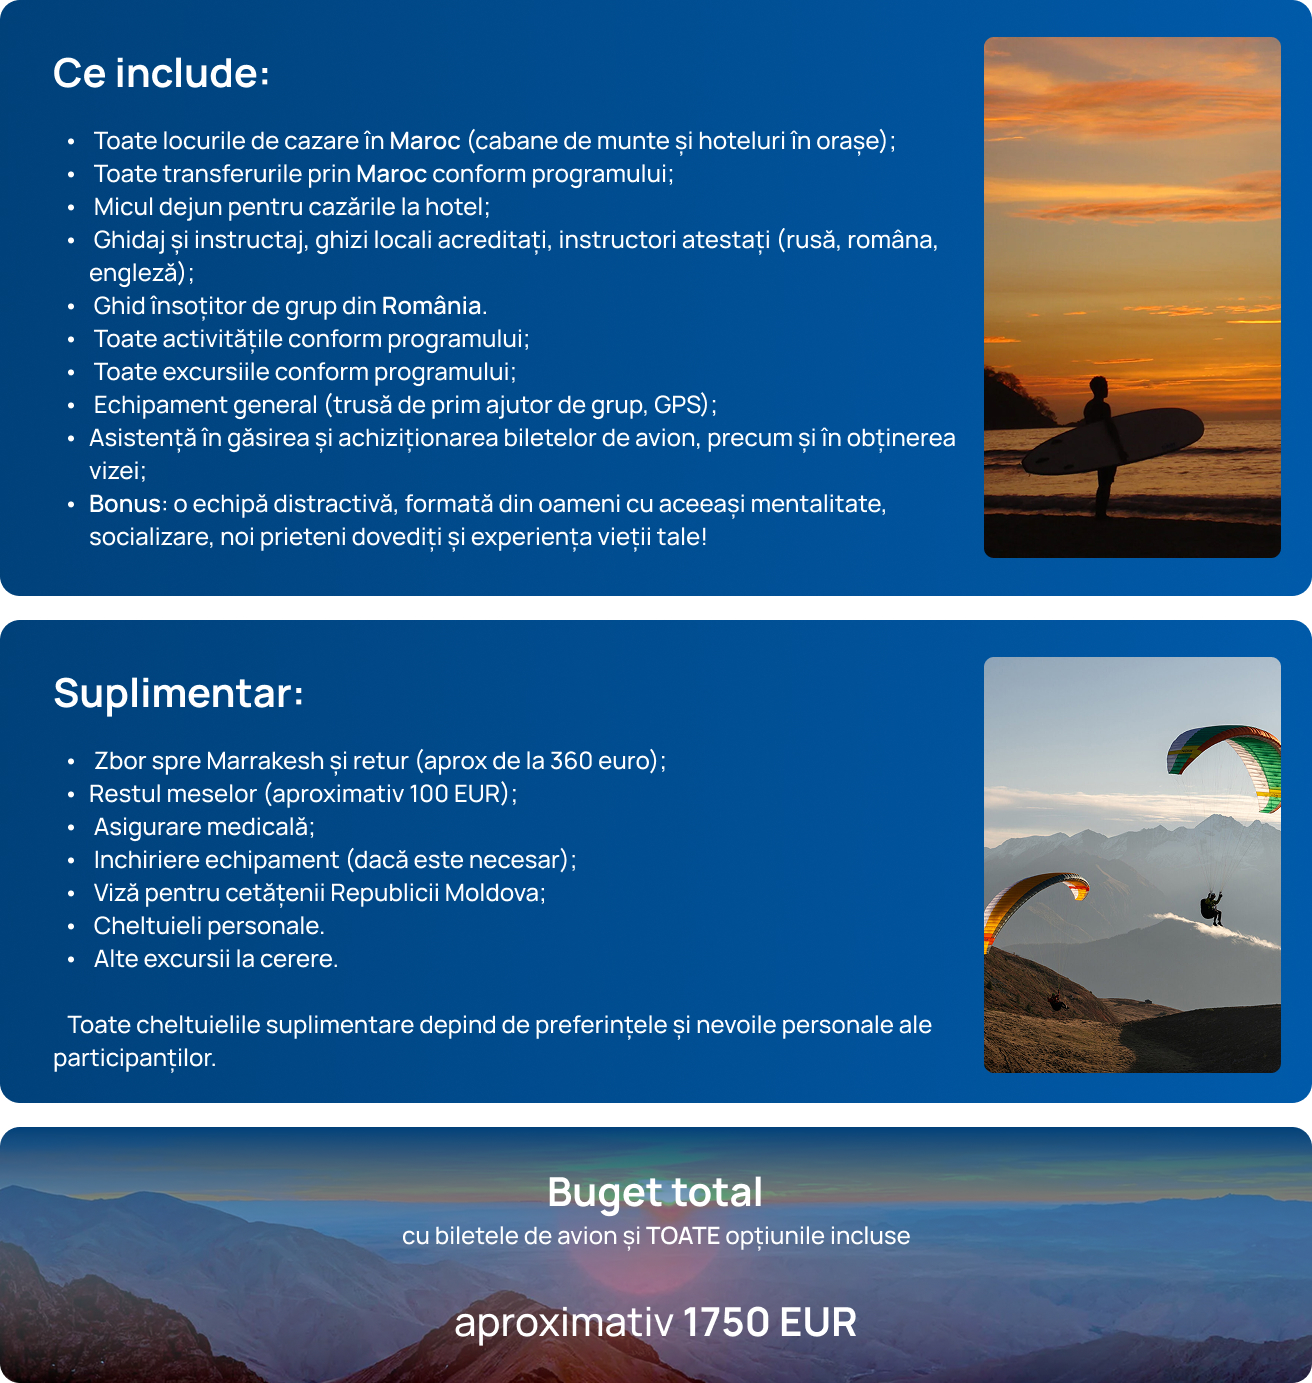 Ce include:
• Toate locurile de cazare în Maroc (cabane de munte și hoteluri în orașe);
• Toate transferurile prin Maroc conform programului;
• Micul dejun pentru cazările la hotel;
• Ghidaj și instructaj, ghizi locali acreditați, instructori atestați (rusă, româna,
engleză);
• Ghid însoțitor de grup din România.
• Toate activitățile conform programului;
• Toate excursiile conform programului;
• Echipament general (trusă de prim ajutor de grup, GPS);
• Asistență în găsirea și achiziționarea biletelor de avion, precum și în obținerea
vizei;
• Bonus: o echipă distractivă, formată din oameni cu aceeași mentalitate,
socializare, noi prieteni dovediți și experiența vieții tale!
Suplimentar:
• Zbor spre Marrakesh și retur (aprox de la 360 euro);
• Restul meselor (aproximativ 100 EUR);
• Asigurare medicală;
• Inchiriere echipament (dacă este necesar);
• Viză pentru cetățenii Republicii Moldova;
• Cheltuieli personale.
• Alte excursii la cerere.
Toate cheltuielile suplimentare depind de preferințele și nevoile personale ale
participanților.
Buget total
cu biletele de avion și TOATE opțiunile incluse
aproximativ 1750 EUR